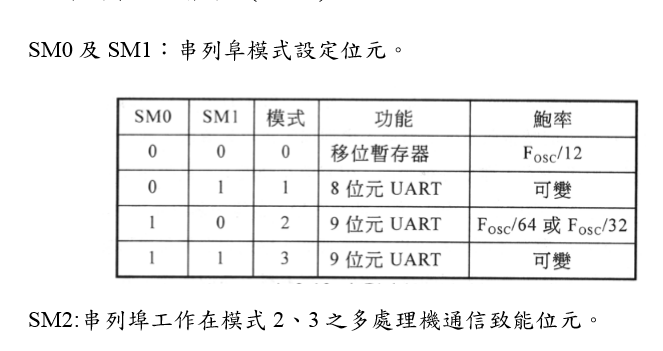 SM0 及 SM1：串列阜模式設定位元。
SM0 SM1 模式 功能 鮑率
0 0 0 移位暫存器 Fosc/12
0 1 1 8 位元 UART 可變
1 0 2 9 位元 UART Fosc/64 或 Fosc/32
1 1 3 9 位元 UART 可變
SM2:串列埠工作在模式 2、3 之多處理機通信致能位元。